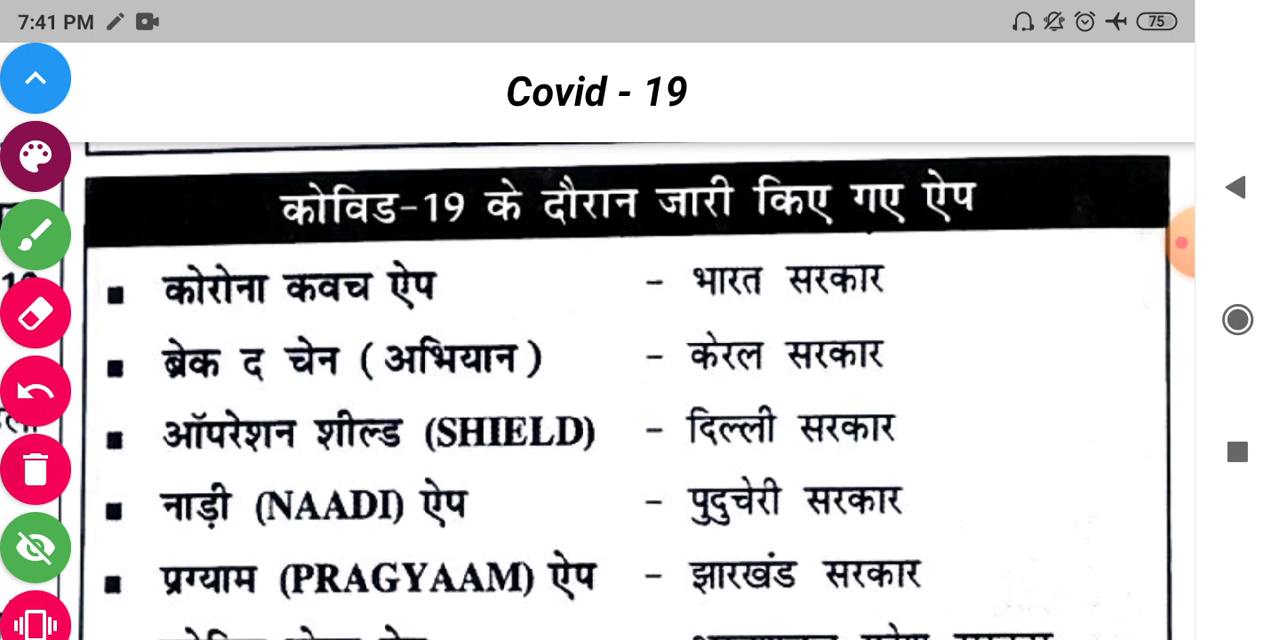 7:41 PM
75
Covid - 19
कोविड-19 के दौरान जारी किए गए ऐप
▪ कोरोना कवच ऐप - भारत सरकार
▪ ब्रेक द चेन (अभियान) - केरल सरकार
▪ ऑपरेशन शील्ड (SHIELD) - दिल्ली सरकार
▪ नाड़ी (NAADI) ऐप - पुदुचेरी सरकार
▪ प्रग्याम (PRAGYAAM) ऐप - झारखंड सरकार